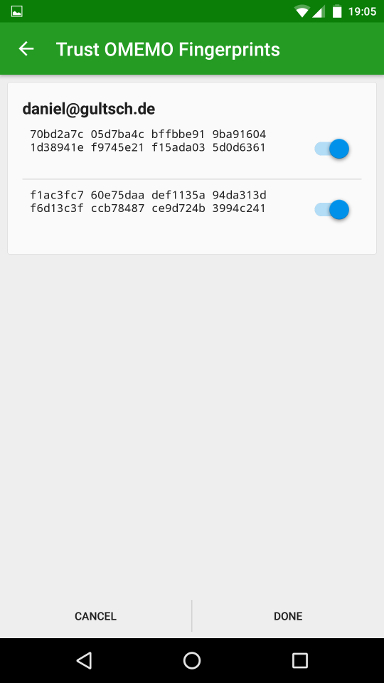 19:05
Trust OMEMO Fingerprints
daniel@gultsch.de
70bd2a7c 05d7ba4c bffbbe91 9ba91604
1d38941e f9745e21 f15ada03 5d0d6361
f1ac3fc7 60e75daa def1135a 94da313d
f6d13c3f ccb78487 ce9d724b 3994c241
CANCEL
DONE